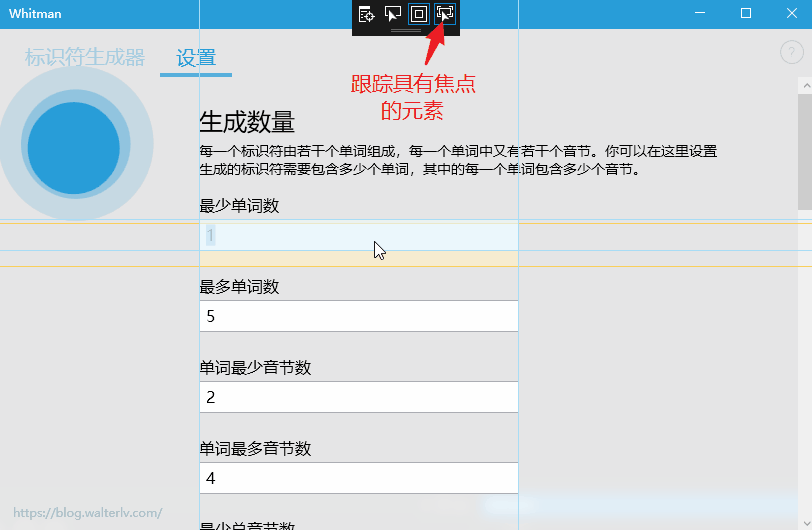 Whitman
标识符生成器
设置
?
跟踪具有焦点
的元素
生成数量
每一个标识符由若干个单词组成，每一个单词中又有若干个音节。你可以在这里设置
生成的标识符需要包含多少个单词，其中的每一个单词包含多少个音节。
最少单词数
1
最多单词数
5
单词最少音节数
2
单词最多音节数
4
最少总音节数
https://blog.walterlv.com/